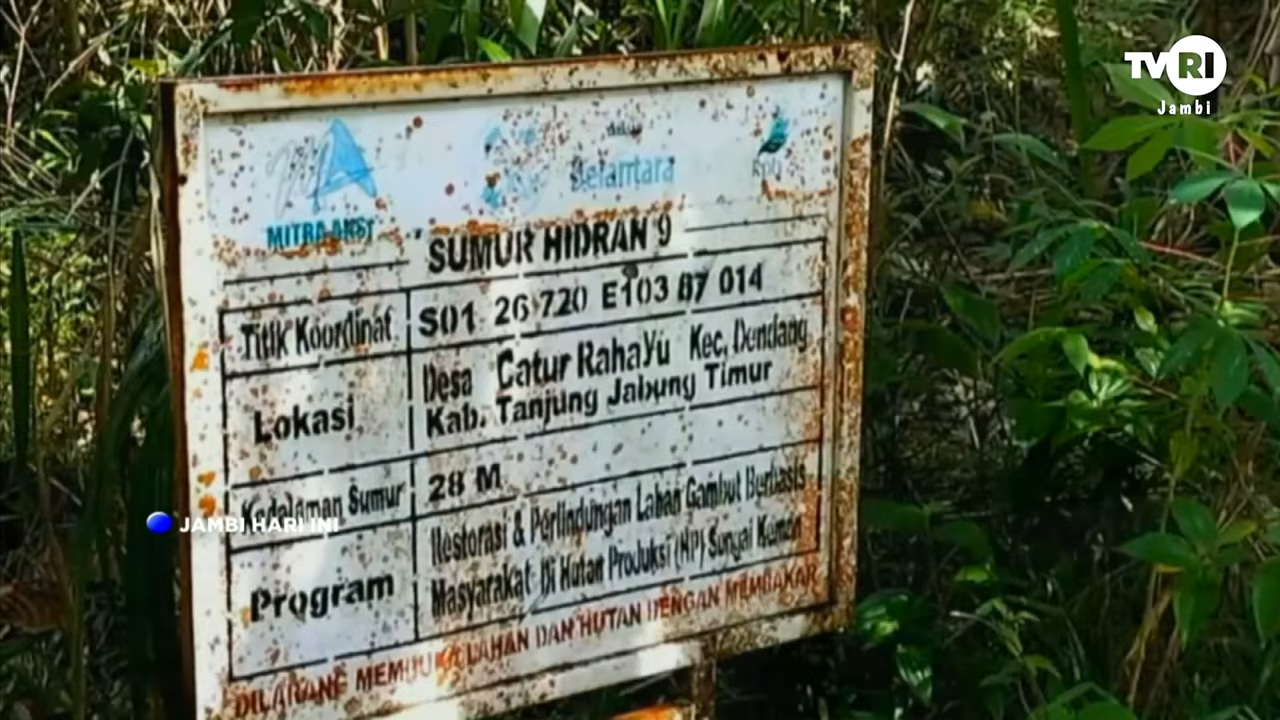 TVRI
Jambi
MITRA AKSI
Belantara
SUMUR HIDRAN 9
Titik Koordinat S01 26 720 E103 87 014
Lokasi Desa Catur RahaYu Kec, Dendang
Kab. Tanjung Jabung Timur
Kedalaman Sumur 28 M
JAMBI HARI INI
Program Restorasi & Perlindungan Lahan Gambut Berbasis
Masyarakat Di Hutan Produksi (HP) Sungai
DILARANG MEMBUKA LAHAN DAN HUTAN DENGAN MEMBAKAR